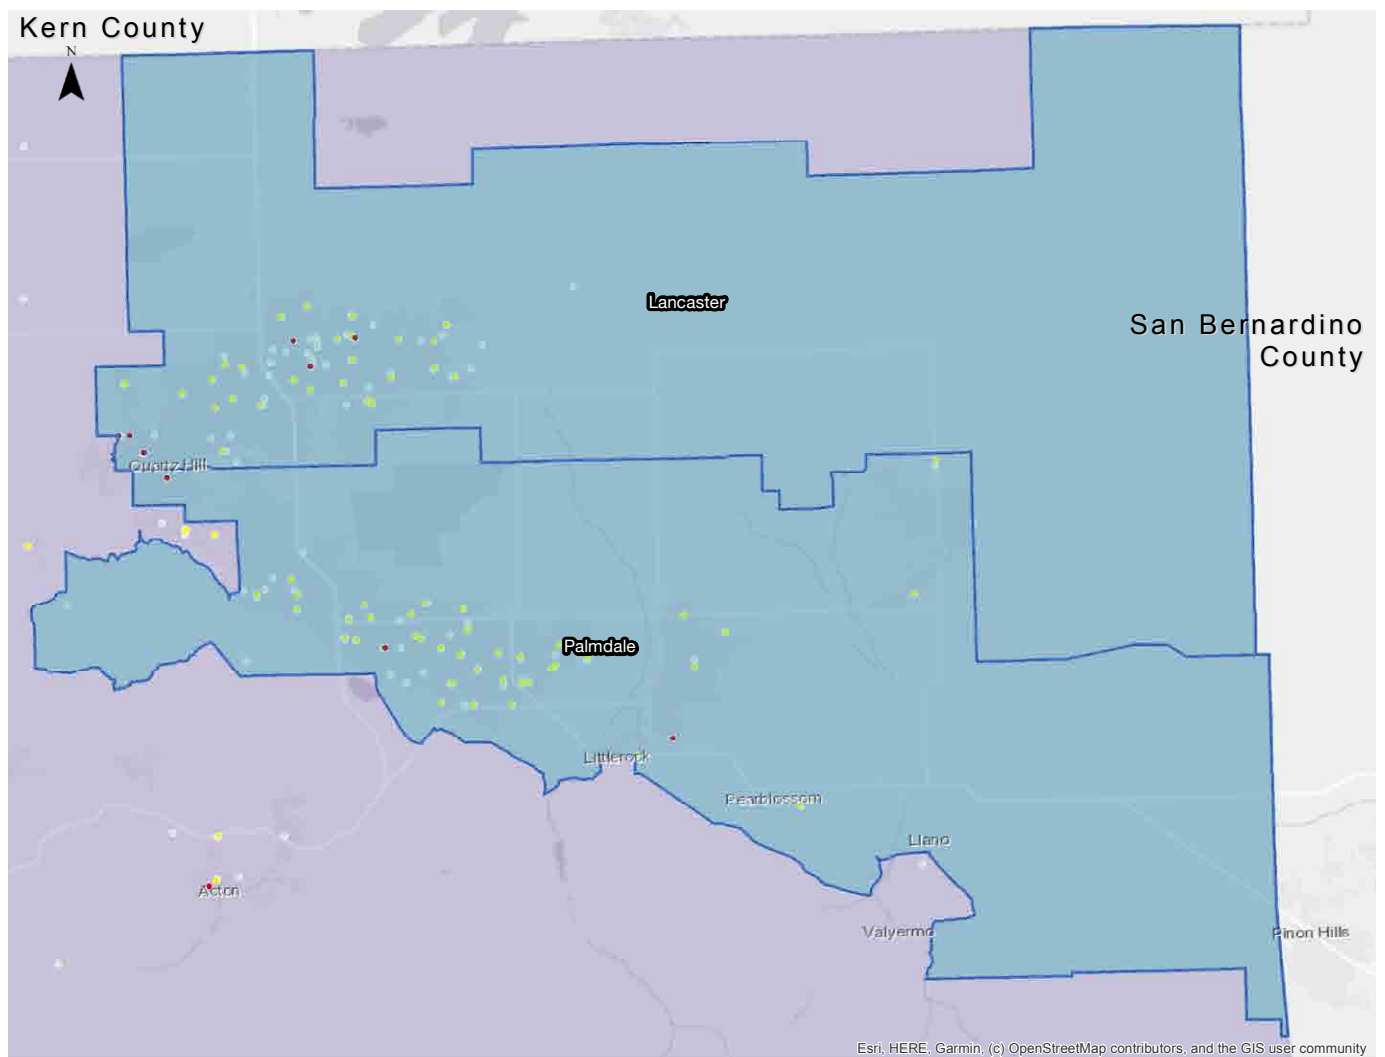 Kern County
N
Lancaster
San Bernardino
County
Quartz Hill
Palmdale
Littlerock
Pearblossom
Llano
Acton
Valyermo
Pinon Hills
Esri, HERE, Garmin, (c) OpenStreetMap contributors, and the GIS user community